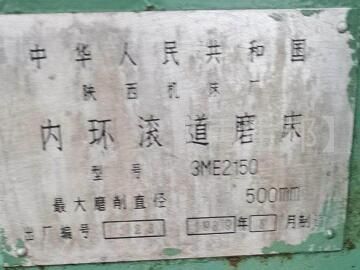 中华人民共和国
陕西机床厂
内环滚道磨床
型号 3ME2150
最大磨削直径 500mm
出厂编号 年 月制